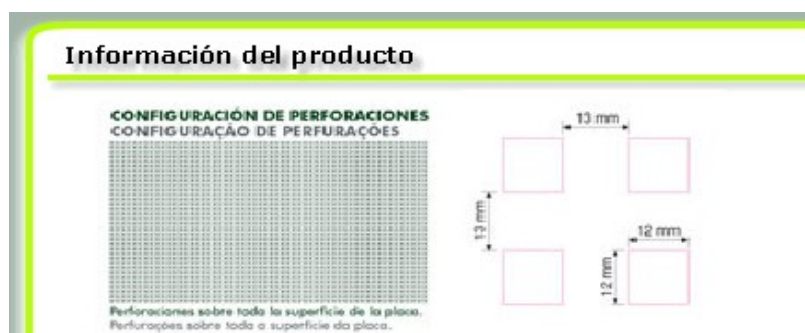 Información del producto
CONFIGURACIÓN DE PERFORACIONES
CONFIGURAÇÃO DE PERFURAÇÕES
13 mm
13 mm
12 mm
12 mm
Perforaciones sobre toda la superficie de la placa.
Perfurações sobre toda a superfície da placa.